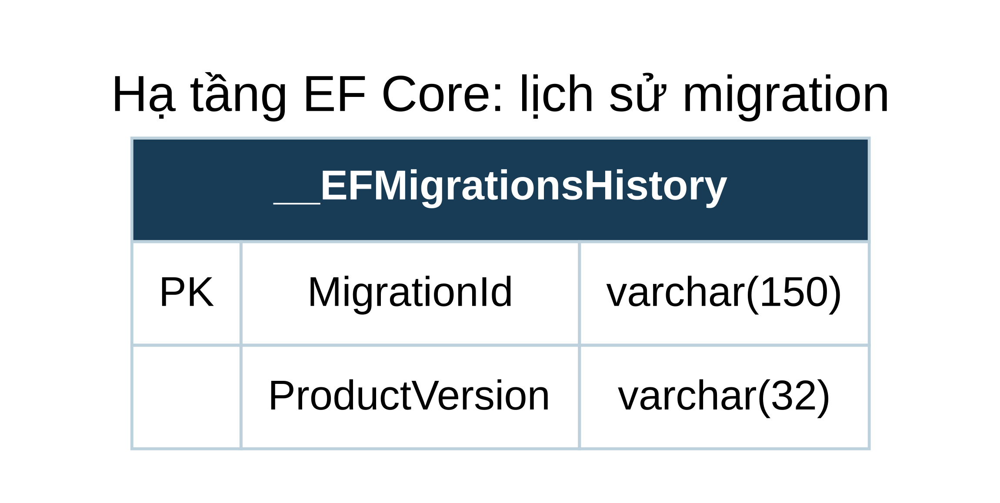 Hạ tầng EF Core: lịch sử migration
__EFMigrationsHistory
PK MigrationId varchar(150)
ProductVersion varchar(32)